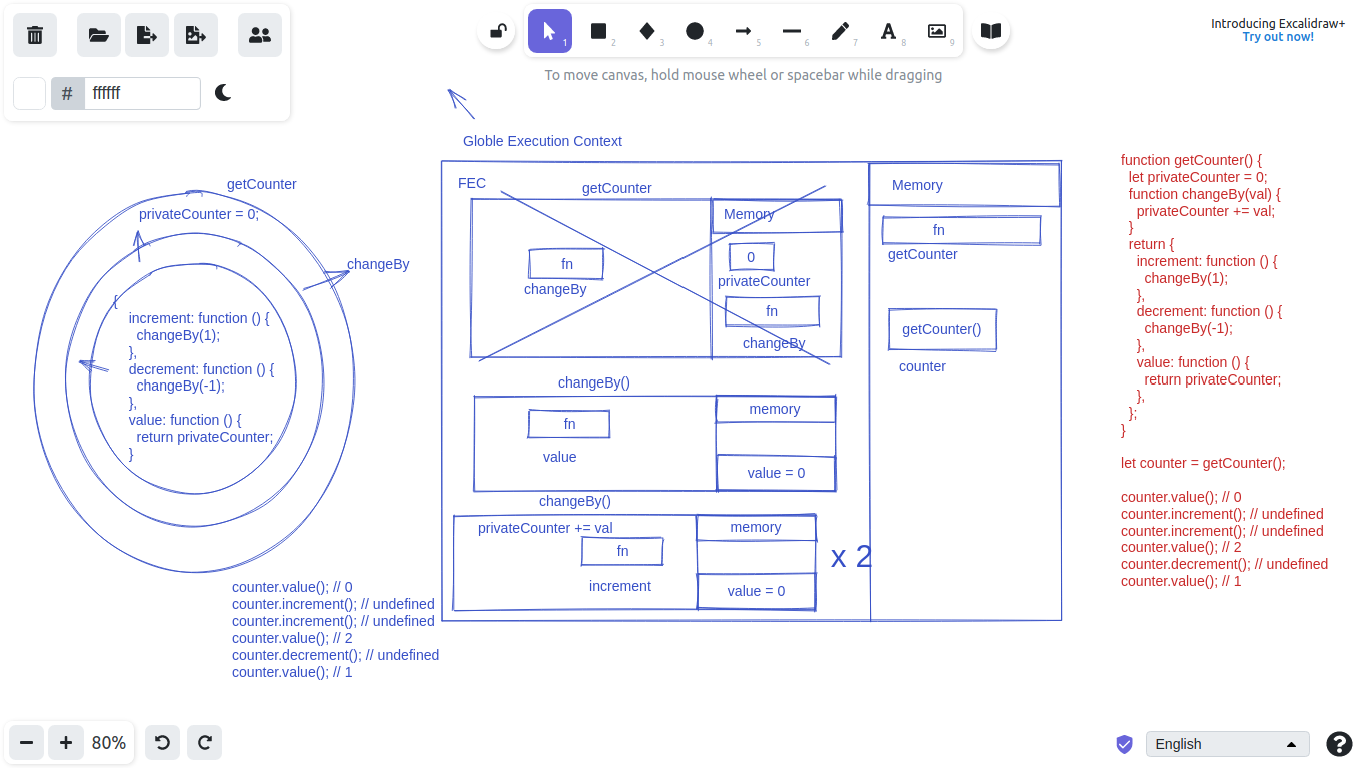 1
2
3
4
5
6
7
A 8
9
Introducing Excalidraw+
Try out now!
# ffffff
To move canvas, hold mouse wheel or spacebar while dragging
getCounter
privateCounter = 0;
changeBy
{
increment: function () {
changeBy(1);
},
decrement: function () {
changeBy(-1);
},
value: function () {
return privateCounter;
}
counter.value(); // 0
counter.increment(); // undefined
counter.increment(); // undefined
counter.value(); // 2
counter.decrement(); // undefined
counter.value(); // 1
Globle Execution Context
FEC
getCounter
Memory
fn
changeBy
0
privateCounter
fn
changeBy
changeBy()
memory
fn
value
value = 0
changeBy()
privateCounter += val
memory
fn
increment
value = 0
x 2
Memory
fn
getCounter
getCounter()
counter
function getCounter() {
let privateCounter = 0;
function changeBy(val) {
privateCounter += val;
}
return {
increment: function () {
changeBy(1);
},
decrement: function () {
changeBy(-1);
},
value: function () {
return privateCounter;
},
};
}
let counter = getCounter();
counter.value(); // 0
counter.increment(); // undefined
counter.increment(); // undefined
counter.value(); // 2
counter.decrement(); // undefined
counter.value(); // 1
80%
English
?